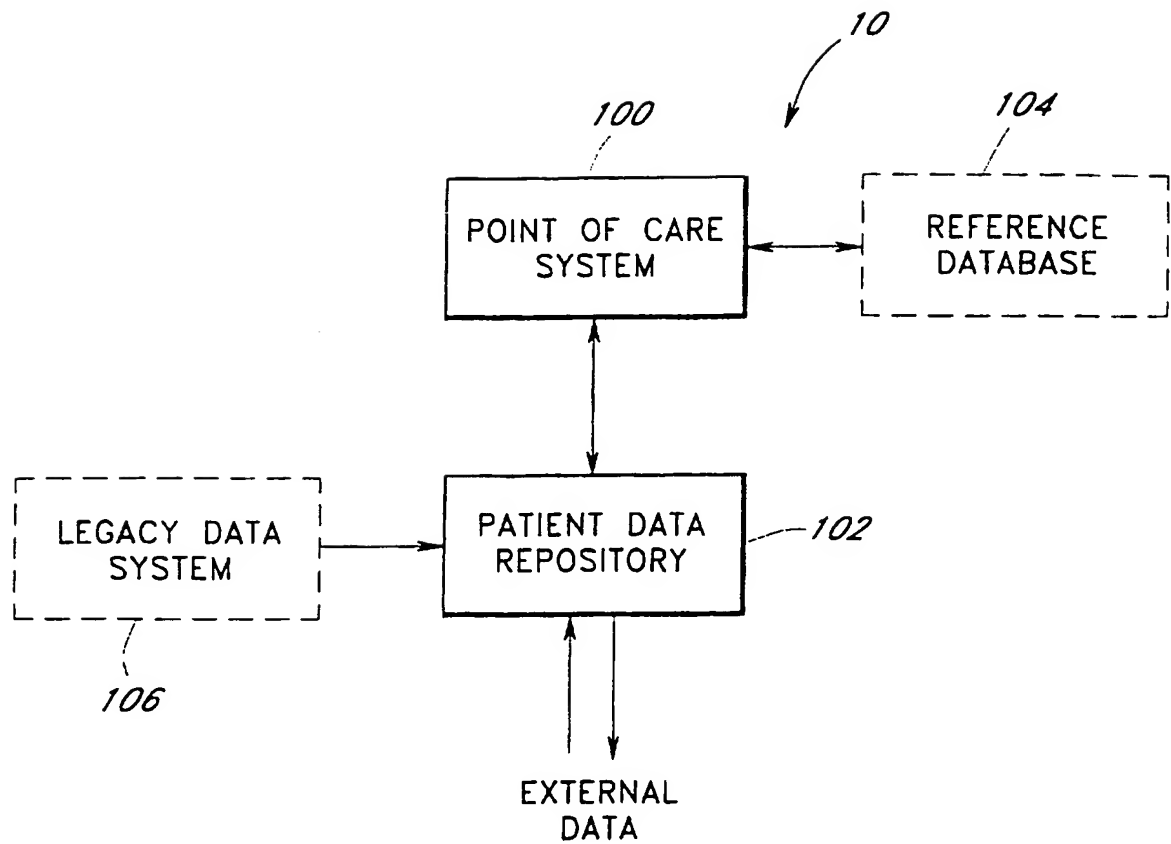 10
100
104
POINT OF CARE
SYSTEM
REFERENCE
DATABASE
LEGACY DATA
SYSTEM
PATIENT DATA
REPOSITORY
102
106
EXTERNAL
DATA